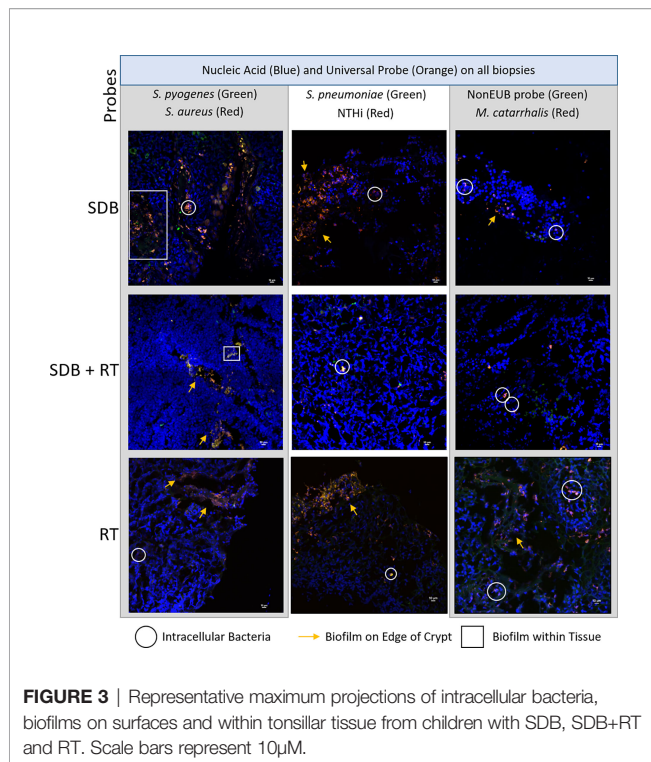 Probes
Nucleic Acid (Blue) and Universal Probe (Orange) on all biopsies
S. pyogenes (Green)
S. aureus (Red)
S. pneumoniae (Green)
NTHi (Red)
NonEUB probe (Green)
M. catarrhalis (Red)
SDB
SDB + RT
RT
Intracellular Bacteria
Biofilm on Edge of Crypt
Biofilm within Tissue
FIGURE 3 | Representative maximum projections of intracellular bacteria,
biofilms on surfaces and within tonsillar tissue from children with SDB, SDB+RT
and RT. Scale bars represent 10µM.